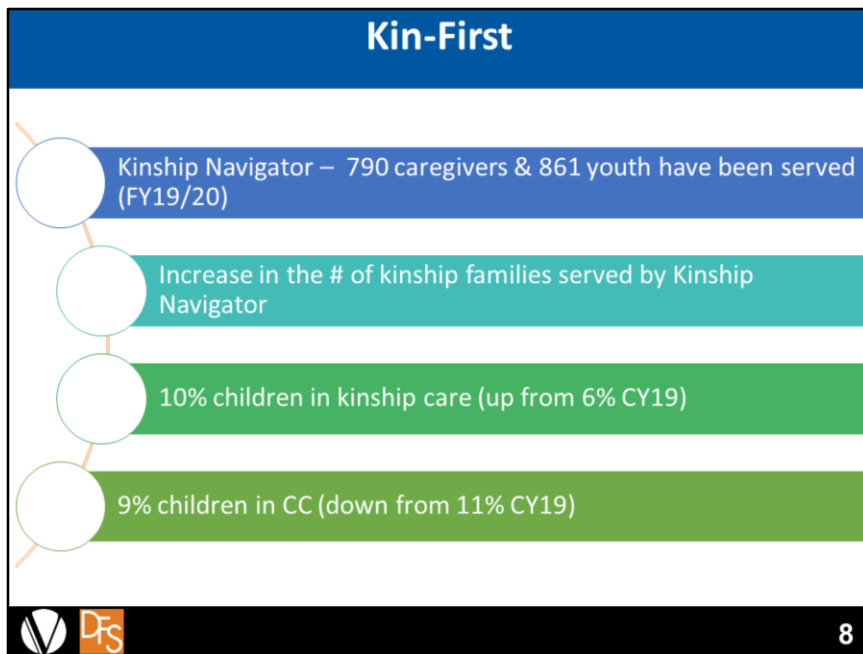 Kin-First
Kinship Navigator – 790 caregivers & 861 youth have been served
(FY19/20)
Increase in the # of kinship families served by Kinship
Navigator
10% children in kinship care (up from 6% CY19)
9% children in CC (down from 11% CY19)
V DFS 8